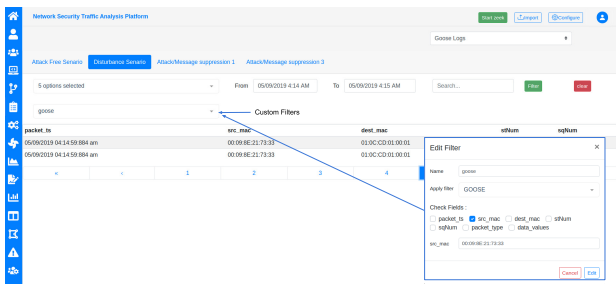 Network Security Traffic Analysis Platform
Start zeek Import Configure
Goose Logs
Attack Free Senario Disturbance Senario Attack/Message suppression 1 Attack/Message suppression 3
5 options selected From 05/09/2019 4:14 AM To 05/09/2019 4:15 AM Search... Filter clear
goose Custom Filters
packet_ts src_mac dest_mac stNum sqNum
05/09/2019 04:14:59:884 am 00:09:8E:21:73:33 01:0C:CD:01:00:01
05/09/2019 04:14:59:884 am 00:09:8E:21:73:33 01:0C:CD:01:00:01
« ‹ 1 2 3 4
Edit Filter ×
Name goose
Apply filter GOOSE
Check Fields :
packet_ts src_mac dest_mac stNum
sqNum packet_type data_values
src_mac 00:09:8E:21:73:33
Cancel Edit